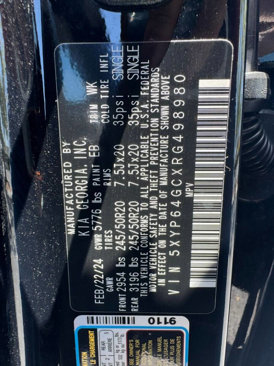 MANUFACTURED BY
KIA GEORGIA, INC.
FEB/22/24 GVWR 5776 lbs PAINT EB 281M WK
GAWR TIRES RIMS COLD TIRE INFL
FRONT 2954 lbs 245/50R20 7.5Jx20 35psi SINGLE
REAR 3196 lbs 245/50R20 7.5Jx20 35psi SINGLE
THIS VEHICLE CONFORMS TO ALL APPLICABLE U.S.A FEDERAL
MOTOR VEHICLE SAFETY AND THEFT PREVENTION STANDARDS
IN EFFECT ON THE DATE OF MANUFACTURE SHOWN ABOVE.
VIN 5XYP64GCXRG498980
MPV
9110